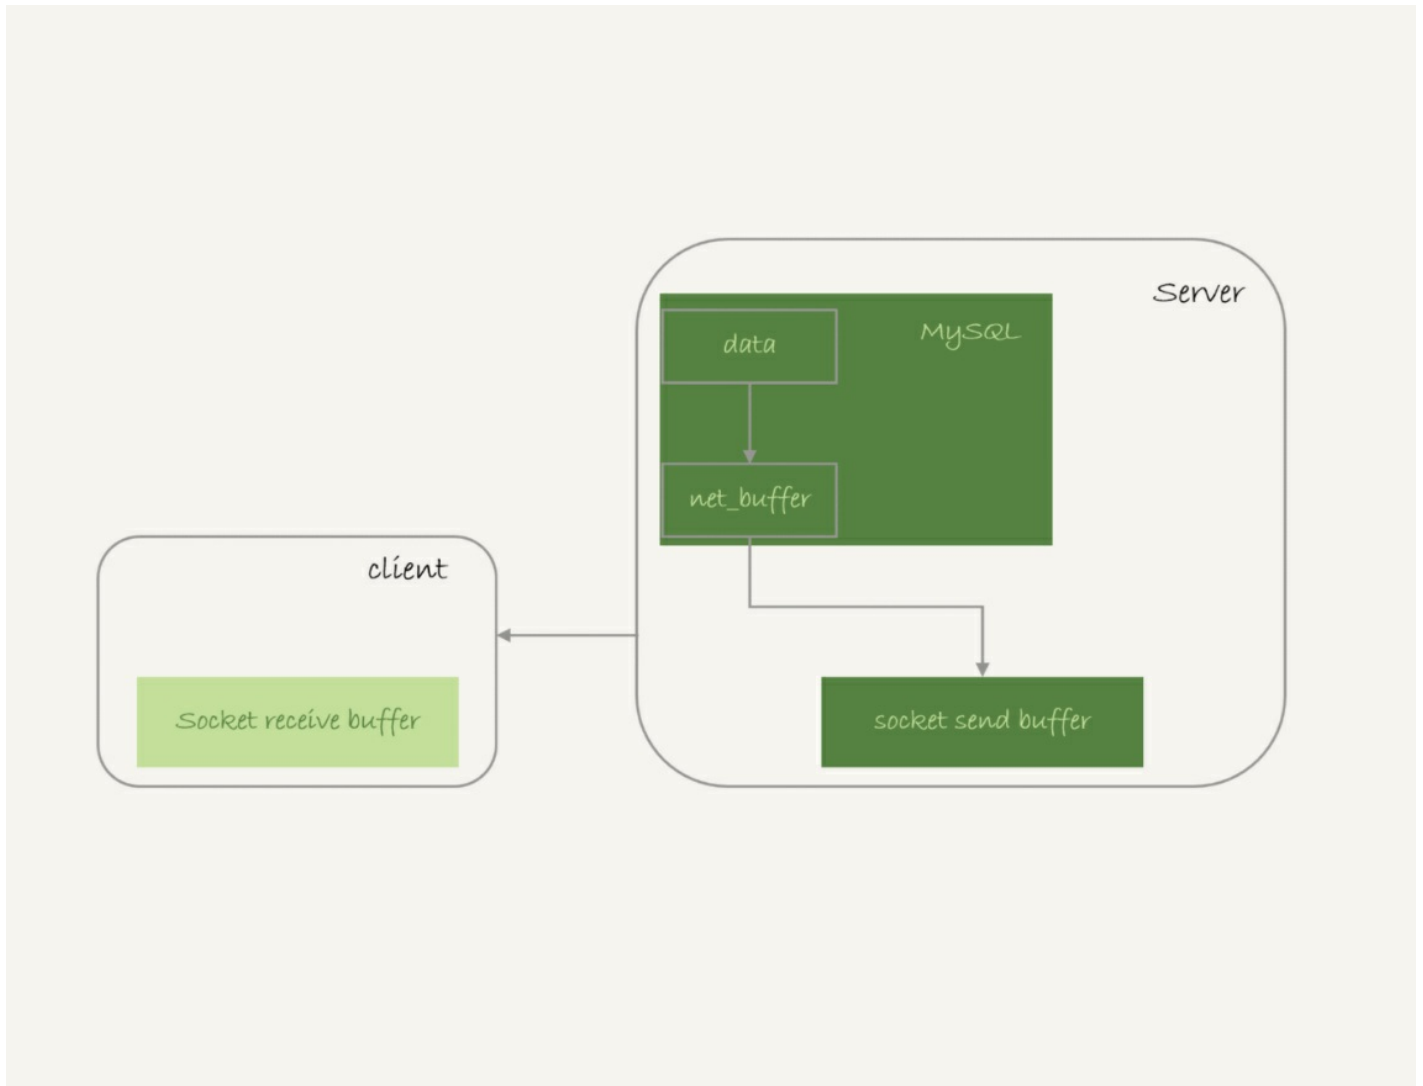 Server
MySQL
data
net_buffer
client
Socket receive buffer
socket send buffer